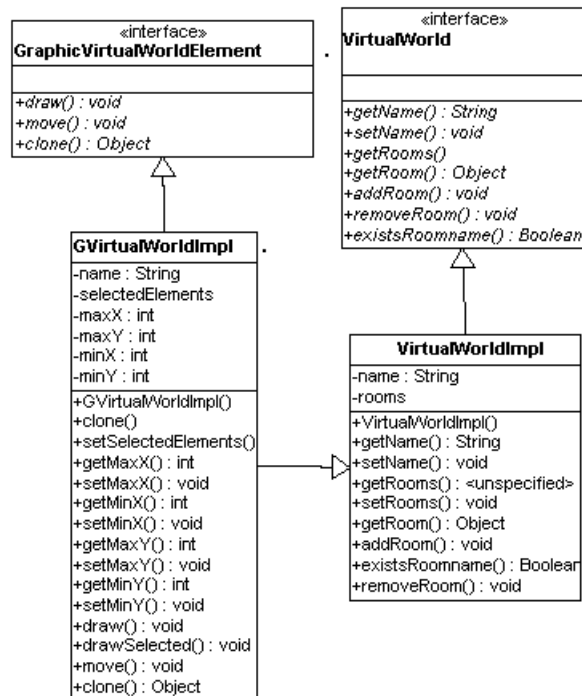 «interface»
GraphicVirtualWorldElement
+draw() : void
+move() : void
+clone() : Object
«interface»
VirtualWorld
+getName() : String
+setName() : void
+getRooms()
+getRoom() : Object
+addRoom() : void
+removeRoom() : void
+existsRoomname() : Boolean
GVirtualWorldImpl
-name : String
-selectedElements
-maxX : int
-maxY : int
-minX : int
-minY : int
+GVirtualWorldImpl()
+clone()
+setSelectedElements()
+getMaxX() : int
+setMaxX() : void
+getMinX() : int
+setMinX() : void
+getMaxY() : int
+setMaxY() : void
+getMinY() : int
+setMinY() : void
+draw() : void
+drawSelected() : void
+move() : void
+clone() : Object
VirtualWorldImpl
-name : String
-rooms
+VirtualWorldImpl()
+getName() : String
+setName() : void
+getRooms() : <unspecified>
+setRooms() : void
+getRoom() : Object
+addRoom() : void
+existsRoomname() : Boolean
+removeRoom() : void